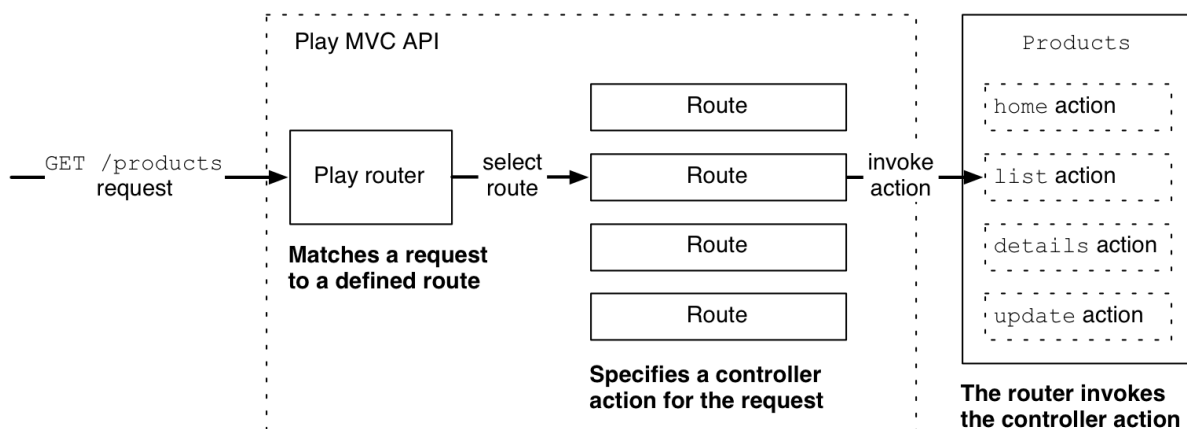 Play MVC API
GET /products
request
Play router
select
route
Matches a request
to a defined route
Route
Route
Route
Route
Specifies a controller
action for the request
invoke
action
Products
home action
list action
details action
update action
The router invokes
the controller action